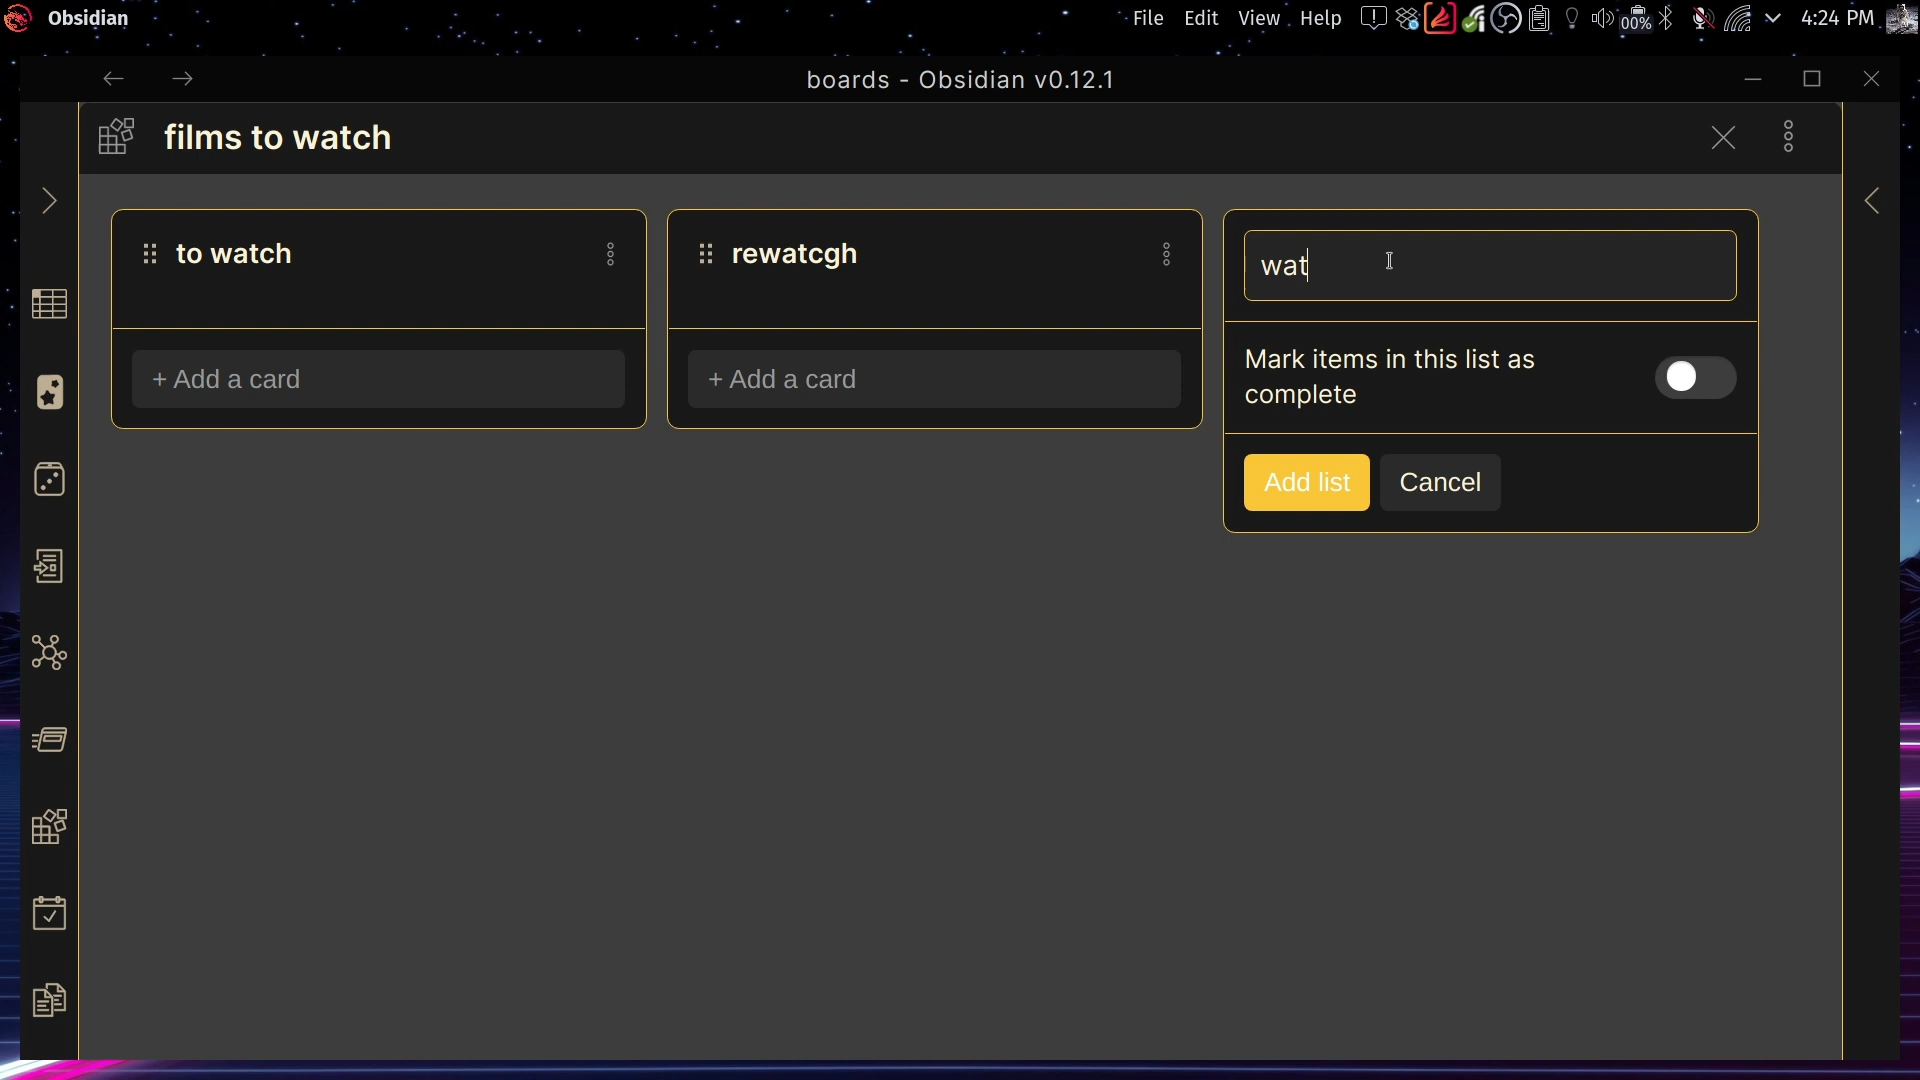 Obsidian File Edit View Help 00% 4:24 PM
boards - Obsidian v0.12.1
films to watch
to watch
+ Add a card
rewatcgh
+ Add a card
wat
Mark items in this list as
complete
Add list Cancel